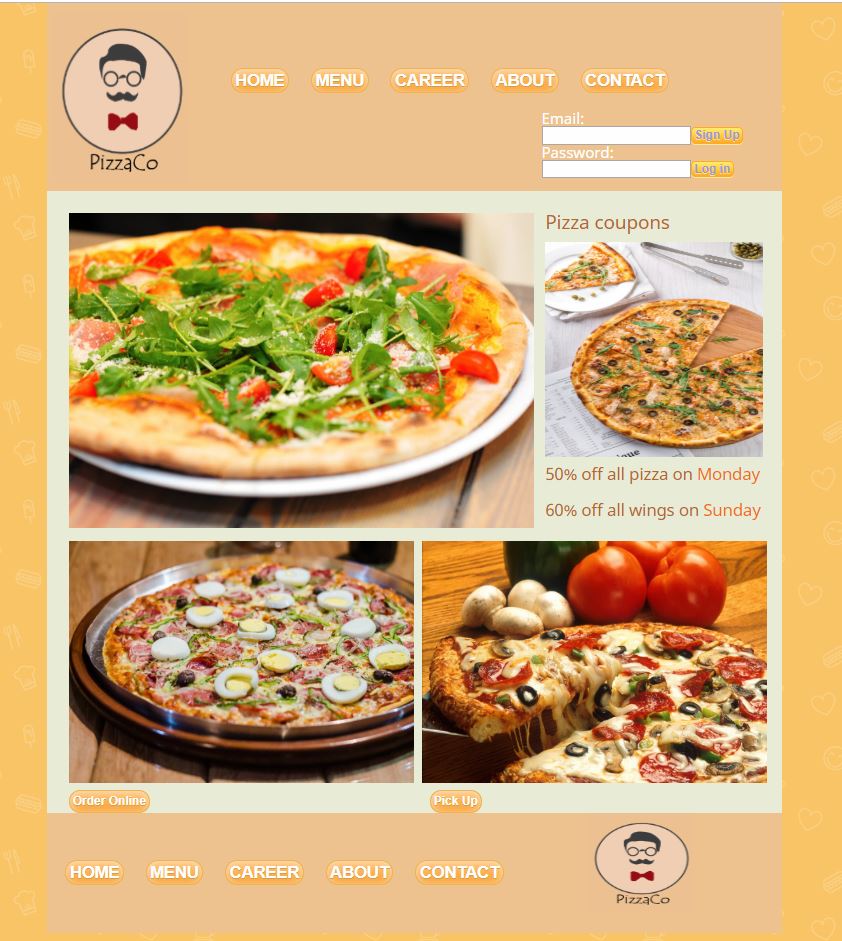 PizzaCo
HOME MENU CAREER ABOUT CONTACT
Email:
Sign Up
Password:
Log in
Pizza coupons
50% off all pizza on Monday
60% off all wings on Sunday
Order Online
Pick Up
HOME MENU CAREER ABOUT CONTACT
PizzaCo